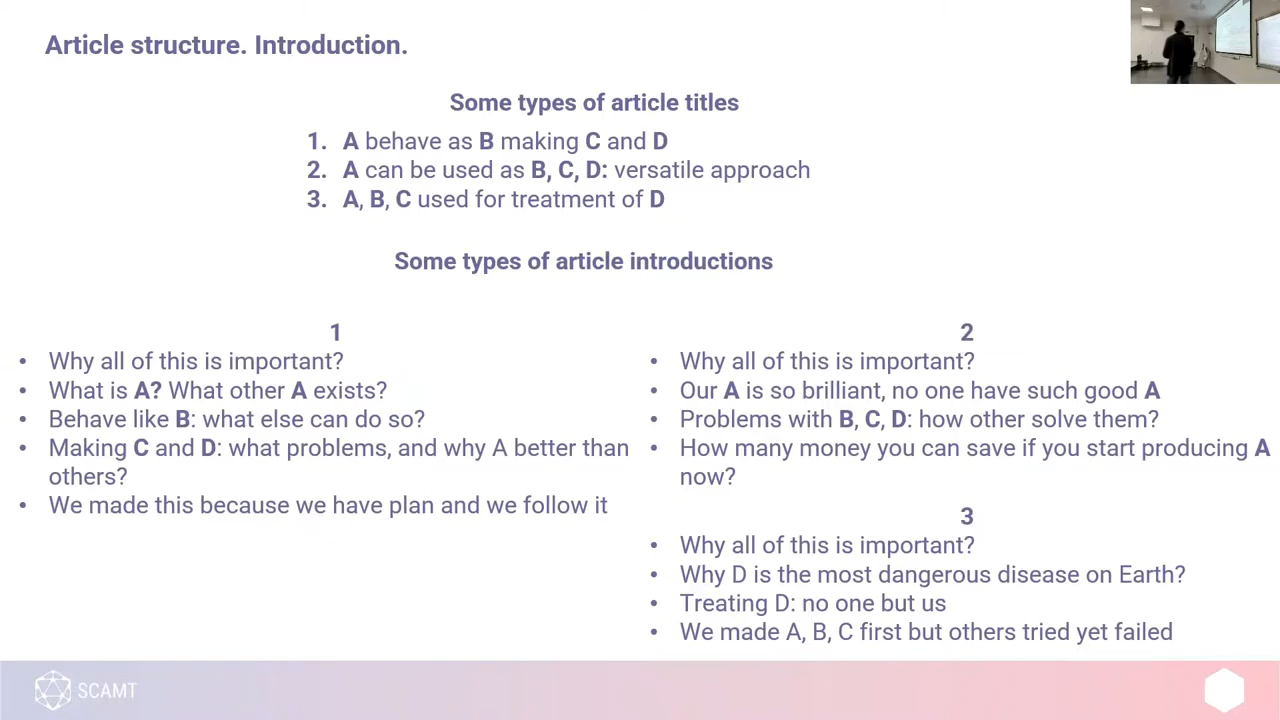 Article structure. Introduction.
Some types of article titles
1. A behave as B making C and D
2. A can be used as B, C, D: versatile approach
3. A, B, C used for treatment of D
Some types of article introductions
1
• Why all of this is important?
• What is A? What other A exists?
• Behave like B: what else can do so?
• Making C and D: what problems, and why A better than
others?
• We made this because we have plan and we follow it
2
• Why all of this is important?
• Our A is so brilliant, no one have such good A
• Problems with B, C, D: how other solve them?
• How many money you can save if you start producing A
now?
3
• Why all of this is important?
• Why D is the most dangerous disease on Earth?
• Treating D: no one but us
• We made A, B, C first but others tried yet failed
SCAMT